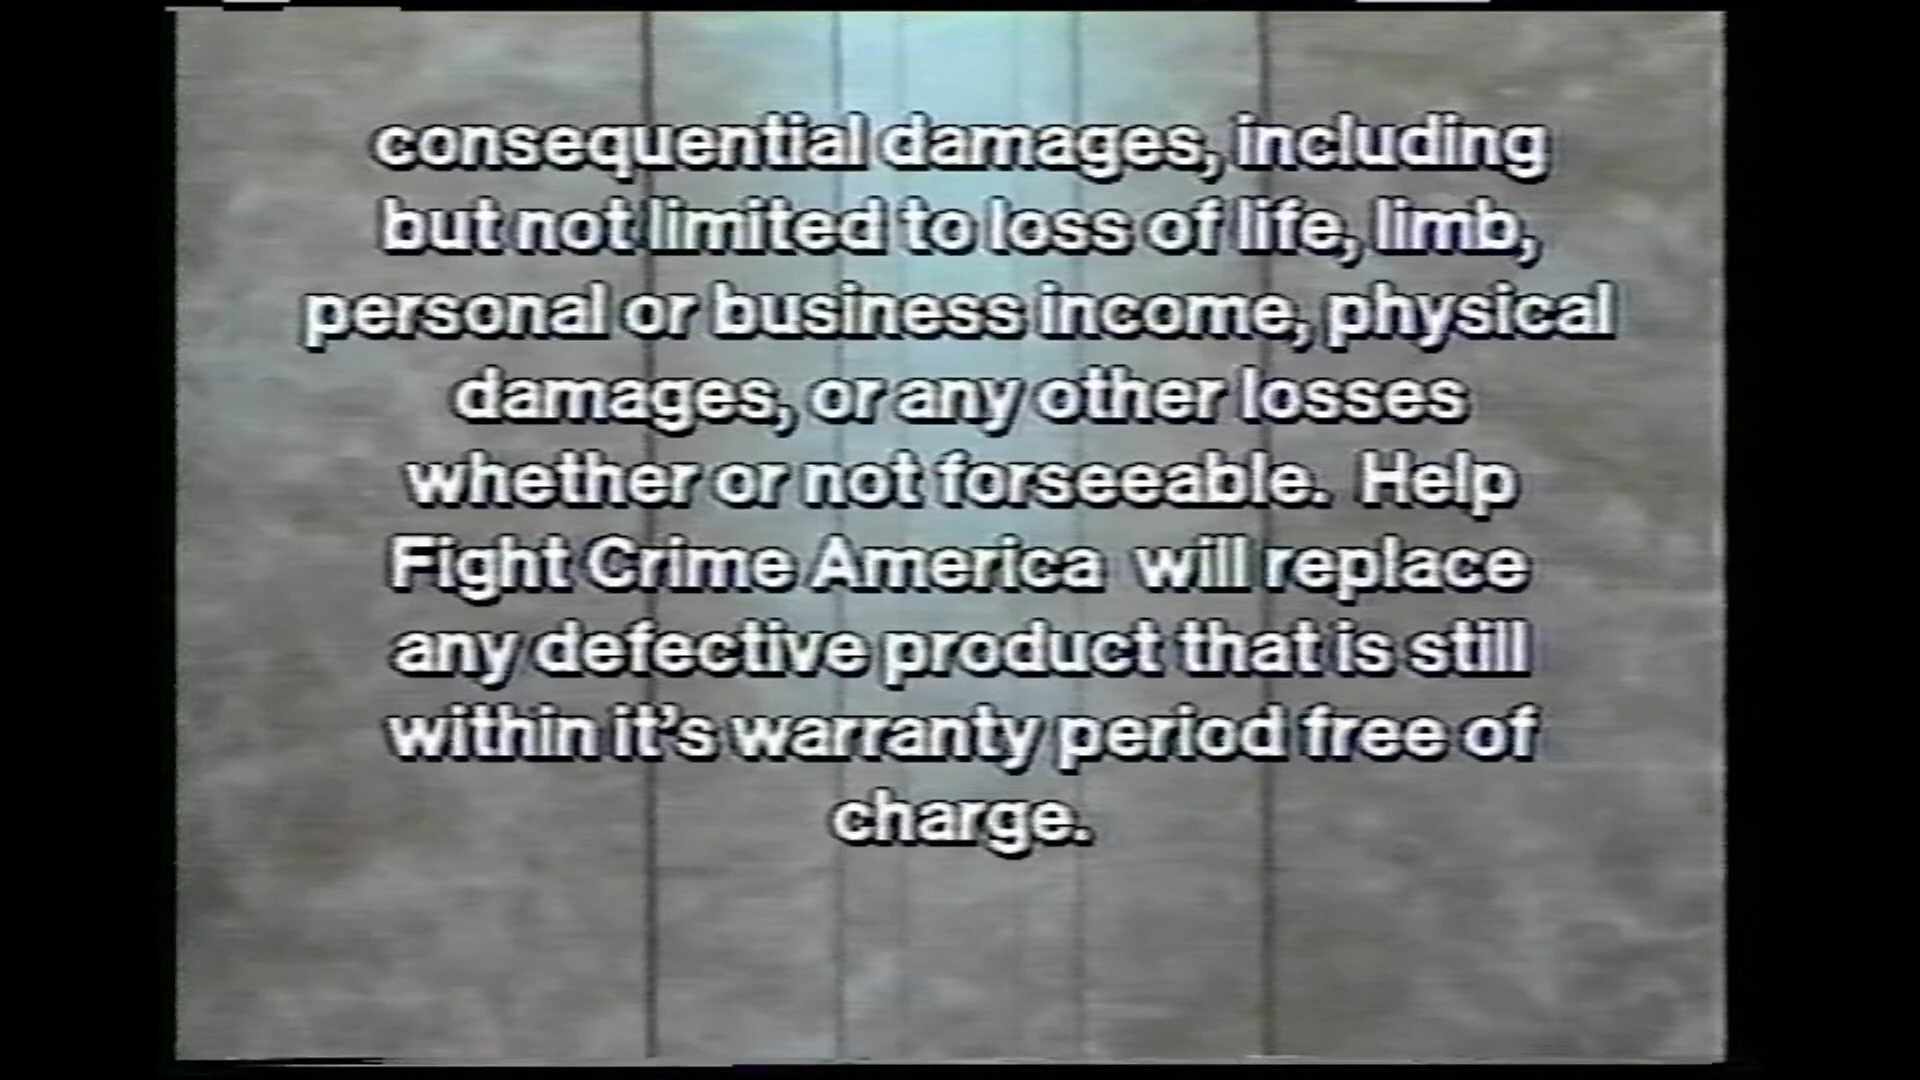 consequential damages, including
but not limited to loss of life, limb,
personal or business income, physical
damages, or any other losses
whether or not forseeable.  Help
Fight Crime America  will replace
any defective product that is still
within it's warranty period free of
charge.